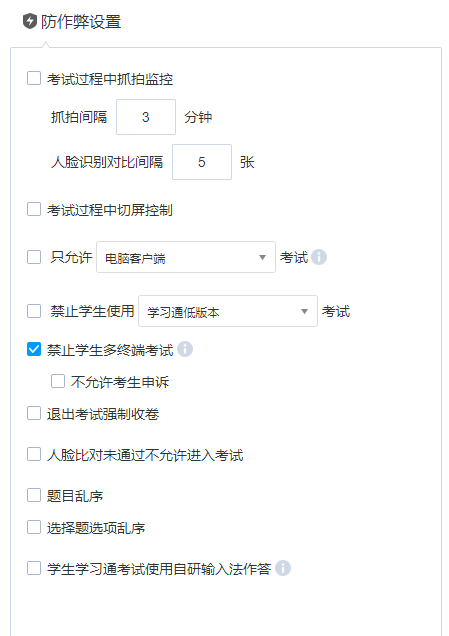 防作弊设置
考试过程中抓拍监控
抓拍间隔 3 分钟
人脸识别对比间隔 5 张
考试过程中切屏控制
只允许 电脑客户端 考试
禁止学生使用 学习通低版本 考试
禁止学生多终端考试
不允许考生申诉
退出考试强制收卷
人脸比对未通过不允许进入考试
题目乱序
选择题选项乱序
学生学习通考试使用自研输入法作答